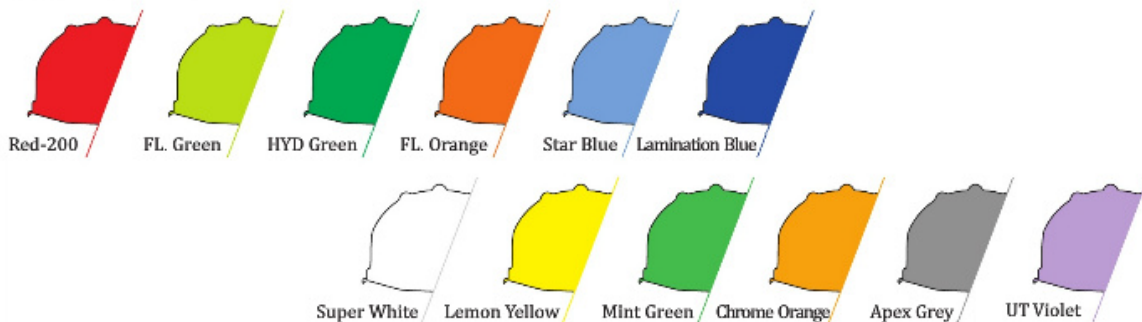 Red-200 FL. Green HYD Green FL. Orange Star Blue Lamination Blue
Super White Lemon Yellow Mint Green Chrome Orange Apex Grey UT Violet